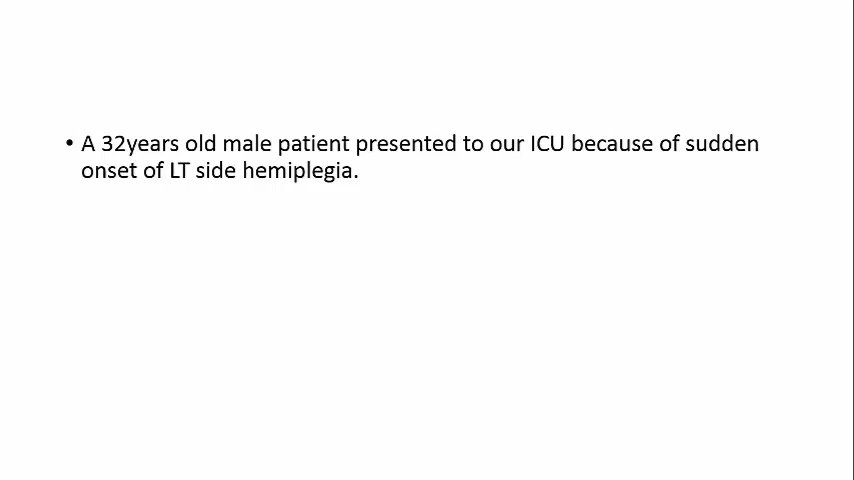 • A 32years old male patient presented to our ICU because of sudden
onset of LT side hemiplegia.